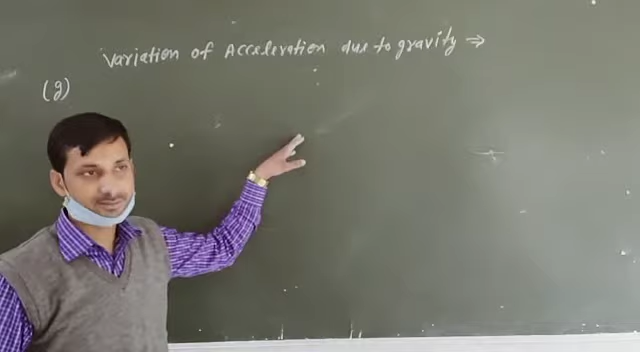 Variation of Acceleration due to gravity →
(g)